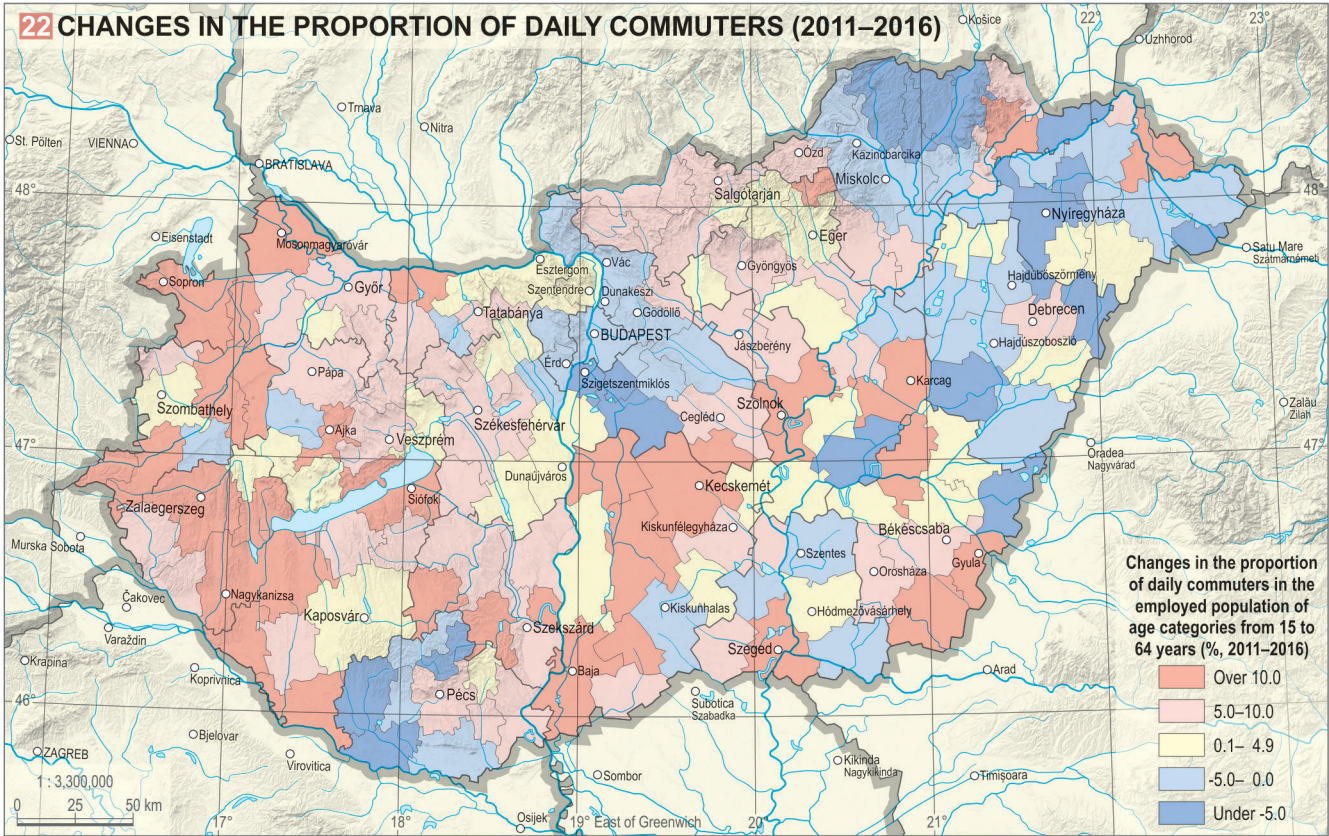 22 CHANGES IN THE PROPORTION OF DAILY COMMUTERS (2011–2016)
Košice
22°
23°
Uzhhorod
Trnava
Nitra
St. Pölten
VIENNA
BRATISLAVA
Ózd
Kazincbarcika
Miskolc
Salgótarján
48°
48°
Nyíregyháza
Eisenstadt
Mosonmagyaróvár
Eger
Satu Mare
Szatmárnémeti
Sopron
Győr
Esztergom
Vác
Gyöngyös
Hajdúböszörmény
Szentendre
Dunakeszi
Tatabánya
Gödöllő
Debrecen
BUDAPEST
Jászberény
Hajdúszoboszló
Érd
Pápa
Szigetszentmiklós
Karcag
Szombathely
Székesfehérvár
Cegléd
Szolnok
Zalău
Zilah
Ajka
Veszprém
47°
47°
Oradea
Nagyvárad
Dunaújváros
Siófok
Kecskemét
Zalaegerszeg
Kiskunfélegyháza
Békéscsaba
Murska Sobota
Szentes
Gyula
Orosháza
Nagykanizsa
Čakovec
Kaposvár
Kiskunhalas
Hódmezővásárhely
Varaždin
Szekszárd
Szeged
Krapina
Koprivnica
Baja
Arad
46°
Pécs
Subotica
Szabadka
Bjelovar
ZAGREB
Virovitica
Kikinda
Nagykikinda
Sombor
Timișoara
Changes in the proportion
of daily commuters in the
employed population of
age categories from 15 to
64 years (%, 2011–2016)
Over 10.0
5.0–10.0
0.1– 4.9
-5.0– 0.0
Under -5.0
1 : 3,300,000
0 25 50 km
17°
18°
Osijek
19° East of Greenwich
20°
21°